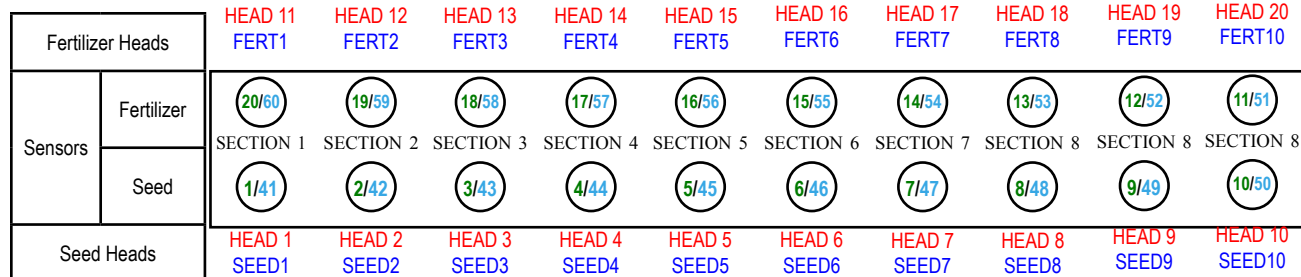 HEAD 11 HEAD 12 HEAD 13 HEAD 14 HEAD 15 HEAD 16 HEAD 17 HEAD 18 HEAD 19 HEAD 20
Fertilizer Heads FERT1 FERT2 FERT3 FERT4 FERT5 FERT6 FERT7 FERT8 FERT9 FERT10
Fertilizer 20/60 19/59 18/58 17/57 16/56 15/55 14/54 13/53 12/52 11/51
Sensors SECTION 1 SECTION 2 SECTION 3 SECTION 4 SECTION 5 SECTION 6 SECTION 7 SECTION 8 SECTION 8 SECTION 8
Seed 1/41 2/42 3/43 4/44 5/45 6/46 7/47 8/48 9/49 10/50
Seed Heads HEAD 1 HEAD 2 HEAD 3 HEAD 4 HEAD 5 HEAD 6 HEAD 7 HEAD 8 HEAD 9 HEAD 10
SEED1 SEED2 SEED3 SEED4 SEED5 SEED6 SEED7 SEED8 SEED9 SEED10